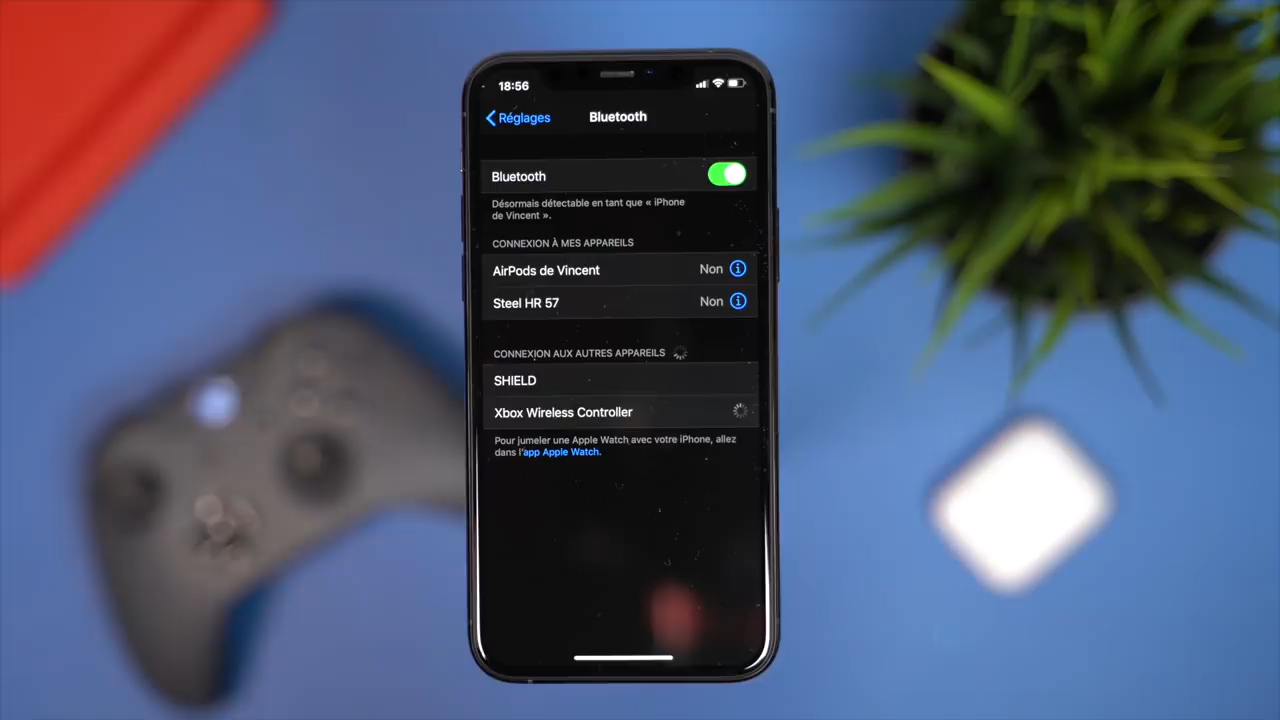 18:56
Réglages
Bluetooth
Bluetooth
Désormais détectable en tant que « iPhone
de Vincent ».
CONNEXION À MES APPAREILS
AirPods de Vincent Non
Steel HR 57 Non
CONNEXION AUX AUTRES APPAREILS
SHIELD
Xbox Wireless Controller
Pour jumeler une Apple Watch avec votre iPhone, allez
dans l'app Apple Watch.